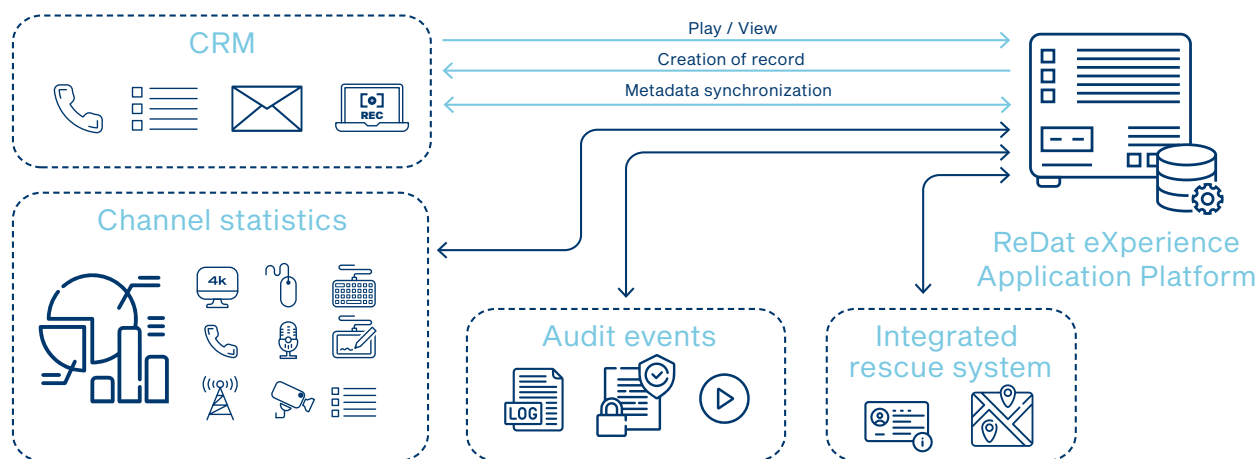 CRM
REC
Play / View
Creation of record
Metadata synchronization
ReDat eXperience
Application Platform
Channel statistics
4k
Audit events
LOG
Integrated
rescue system
i